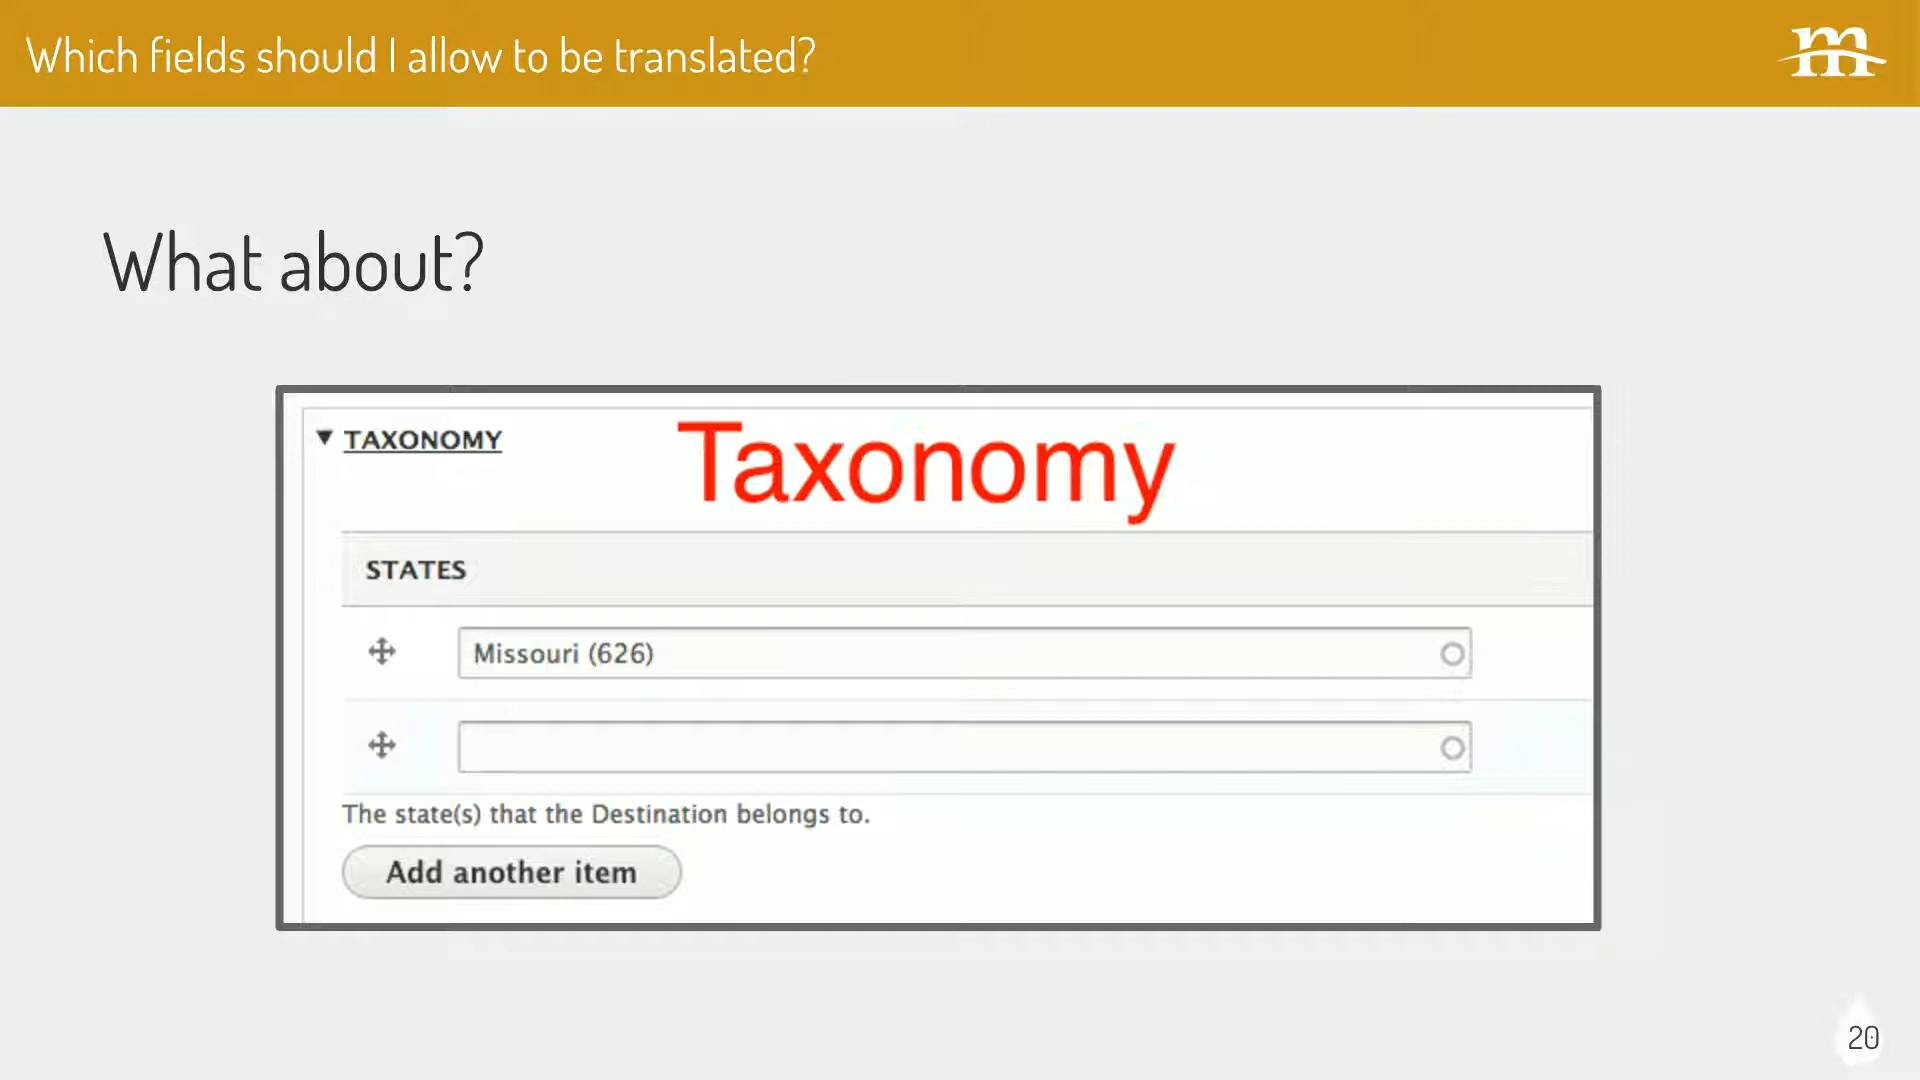 Which fields should I allow to be translated?
m
What about?
TAXONOMY
Taxonomy
STATES
Missouri (626)
The state(s) that the Destination belongs to.
Add another item
20